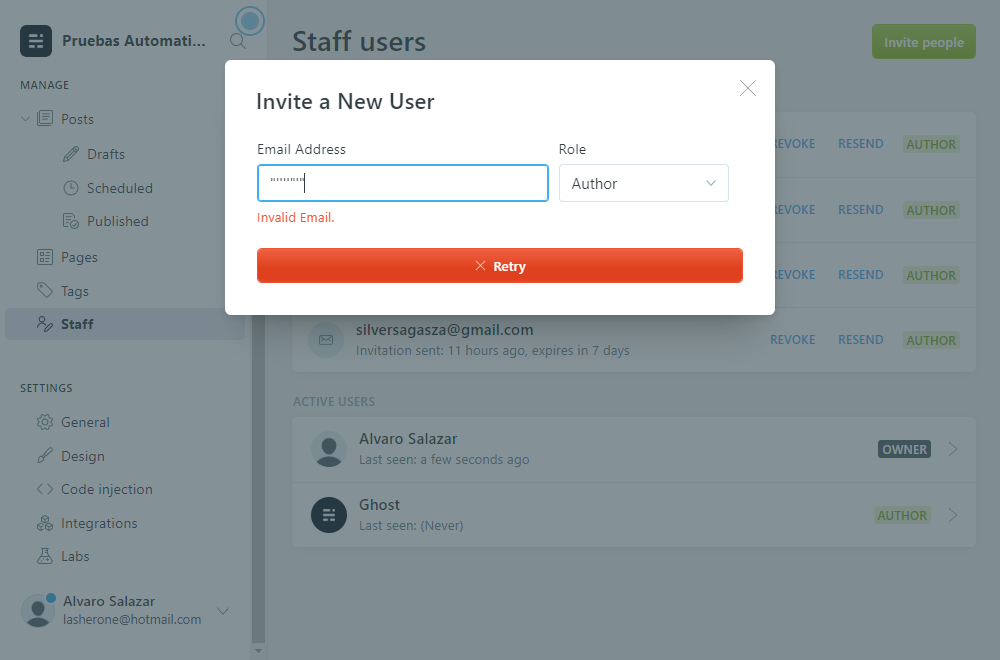 Pruebas Automati...
MANAGE
Posts
Drafts
Scheduled
Published
Pages
Tags
Staff
SETTINGS
General
Design
Code injection
Integrations
Labs
Alvaro Salazar
lasherone@hotmail.com
Staff users
Invite people
Invite a New User
Email Address
Role
Author
Invalid Email.
Retry
REVOKE RESEND AUTHOR
REVOKE RESEND AUTHOR
REVOKE RESEND AUTHOR
silversagasza@gmail.com
Invitation sent: 11 hours ago, expires in 7 days
REVOKE RESEND AUTHOR
ACTIVE USERS
Alvaro Salazar
Last seen: a few seconds ago
OWNER
Ghost
Last seen: (Never)
AUTHOR